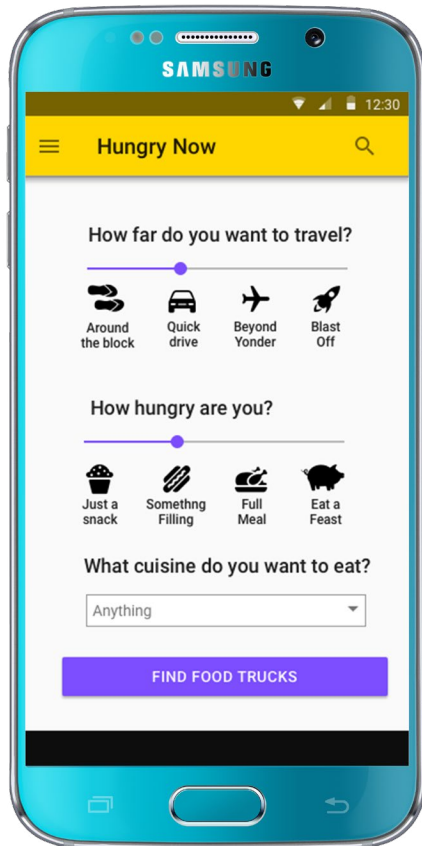 SAMSUNG
12:30
Hungry Now
How far do you want to travel?
Around
the block
Quick
drive
Beyond
Yonder
Blast
Off
How hungry are you?
Just a
snack
Somethng
Filling
Full
Meal
Eat a
Feast
What cuisine do you want to eat?
Anything
FIND FOOD TRUCKS